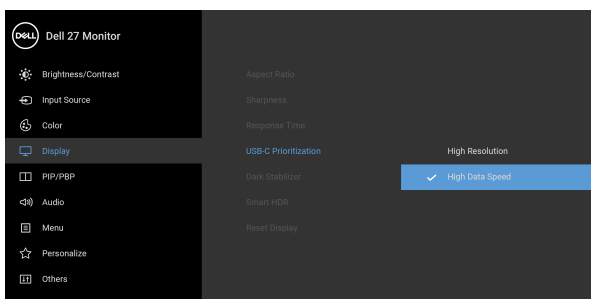 DELL Dell 27 Monitor
Brightness/Contrast Aspect Ratio
Input Source Sharpness
Color Response Time
Display USB-C Prioritization High Resolution
PIP/PBP Dark Stabilizer High Data Speed
Audio Smart HDR
Menu Reset Display
Personalize
Others